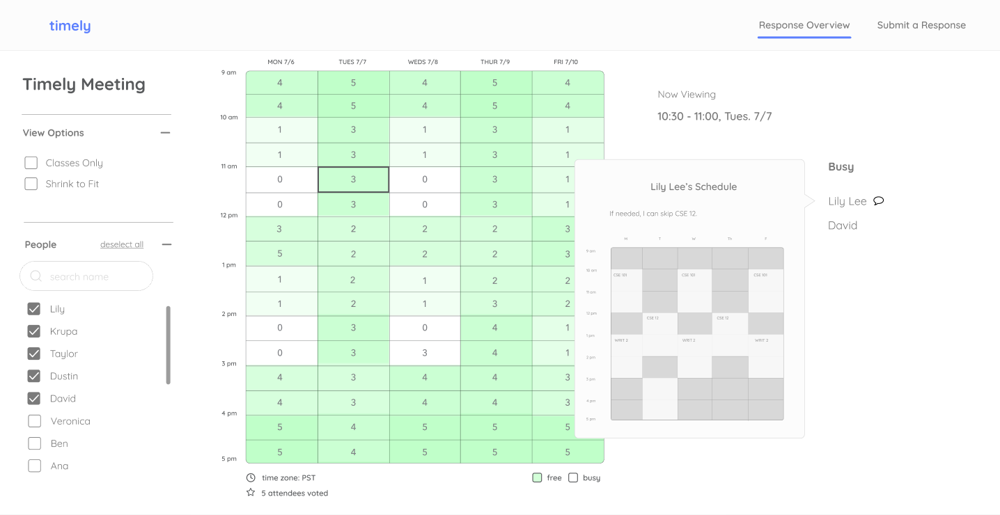 timely
Response Overview
Submit a Response
Timely Meeting
View Options
Classes Only
Shrink to Fit
People
deselect all
search name
Lily
Krupa
Taylor
Dustin
David
Veronica
Ben
Ana
MON 7/6 TUES 7/7 WEDS 7/8 THUR 7/9 FRI 7/10
9 am
4 5 4 5 4
4 5 4 5 4
10 am
1 3 1 3 1
1 3 1 3 1
11 am
0 3 0 3 1
0 3 0 3 1
12 pm
3 2 2 2 3
5 2 2 2 3
1 pm
1 2 1 2 2
1 2 1 3 2
2 pm
0 3 0 4 1
0 3 3 4 1
3 pm
4 3 4 4 3
4 3 4 4 3
4 pm
5 4 5 5 5
5 4 5 5 5
5 pm
time zone: PST
5 attendees voted
free busy
Now Viewing
10:30 - 11:00, Tues. 7/7
Lily Lee's Schedule
If needed, I can skip CSE 12.
M T W Th F
9 am
10 am
CSE 101 CSE 101 CSE 101
11 am
12 pm
CSE 12 CSE 12
1 pm
WRIT 2 WRIT 2 WRIT 2
2 pm
3 pm
4 pm
5 pm
Busy
Lily Lee
David